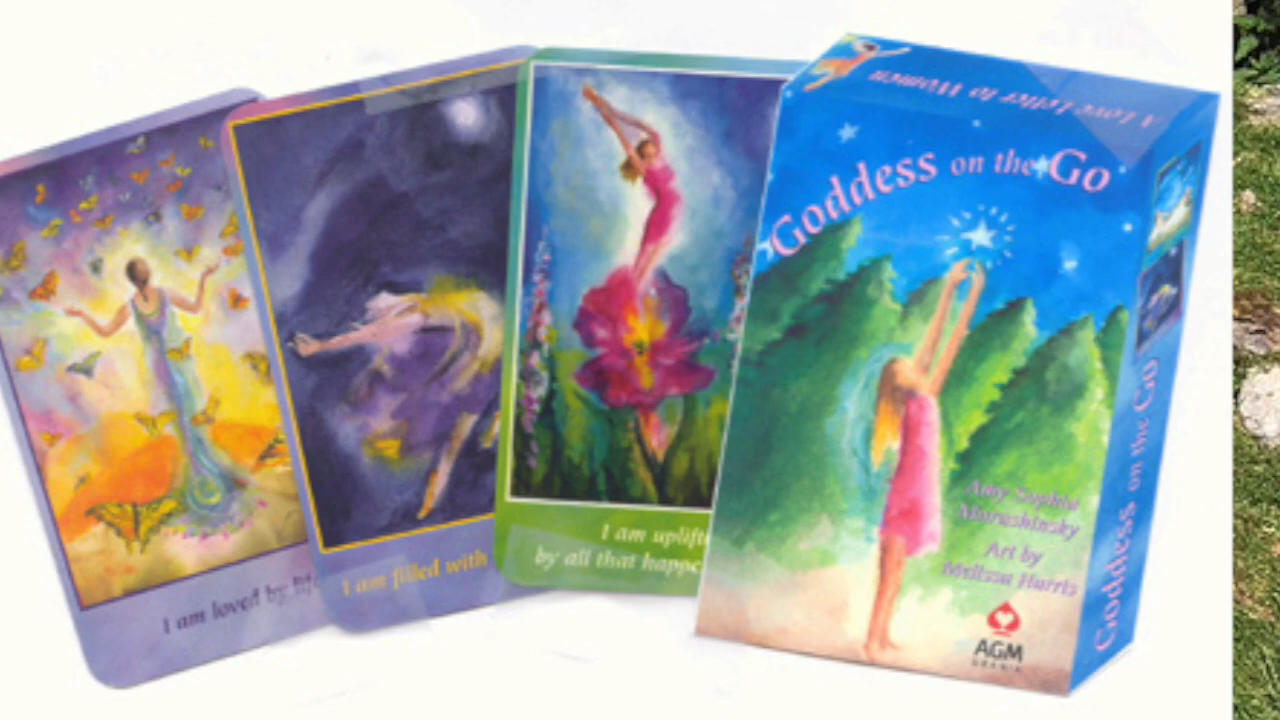 I am loved by
I am filled with
I am uplift
by all that happe
A Love Letter to Women
Goddess on the Go
Amy Sophia
Marashinsky
Art by
Melissa Harris
AGM
URANIA
Goddess on the Go